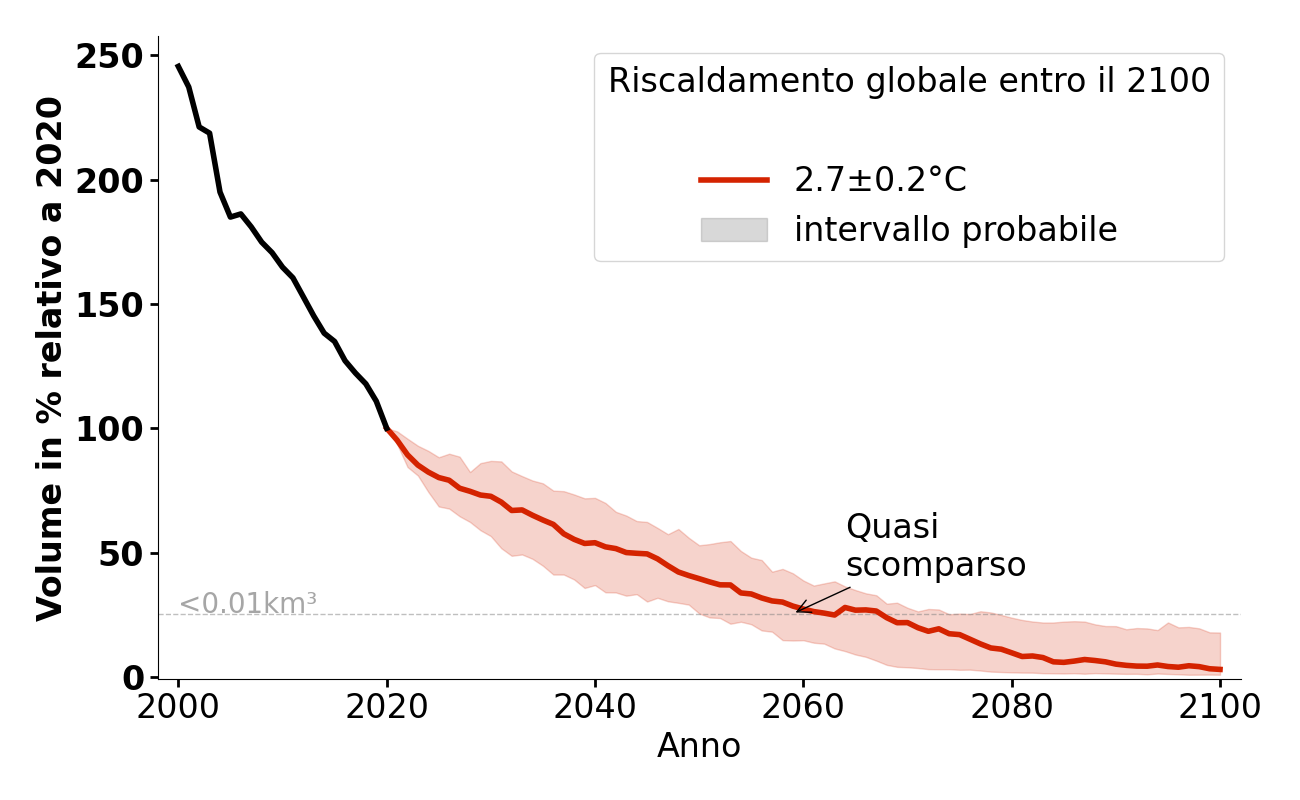 Volume in % relativo a 2020
250
200
150
100
50
0
Riscaldamento globale entro il 2100
2.7±0.2°C
intervallo probabile
Quasi
scomparso
<0.01km³
2000 2020 2040 2060 2080 2100
Anno